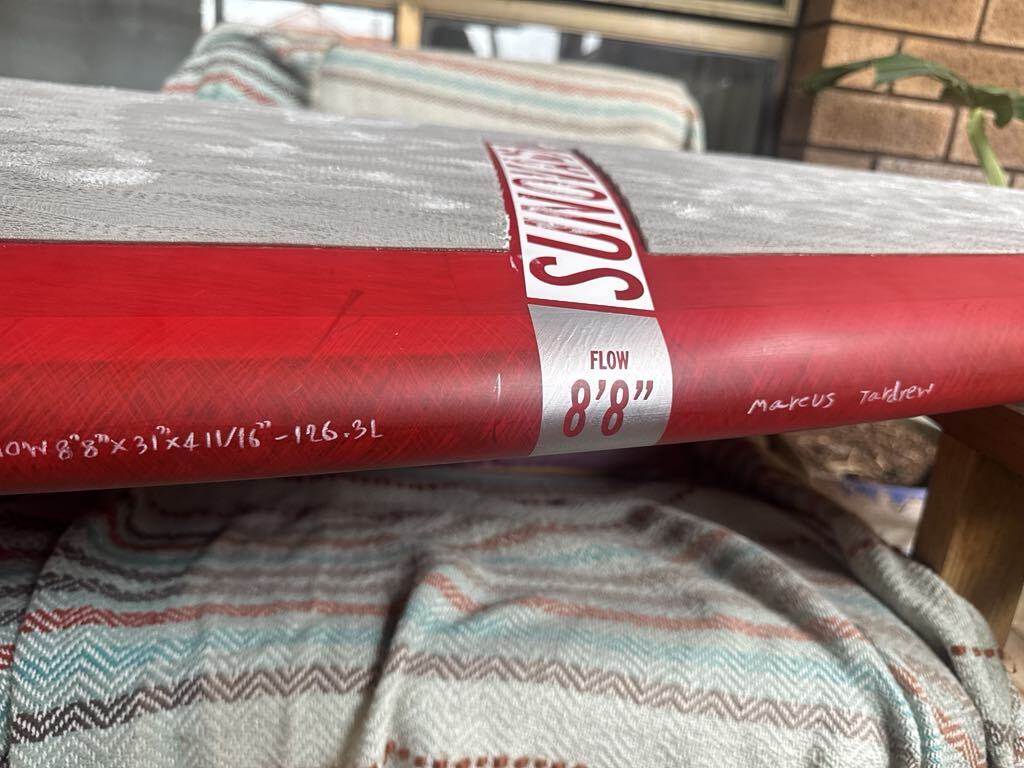 SUNOVA
FLOW
8'8"
8"8"x31"x4 11/16"-126.3L
Marcus Tardrew